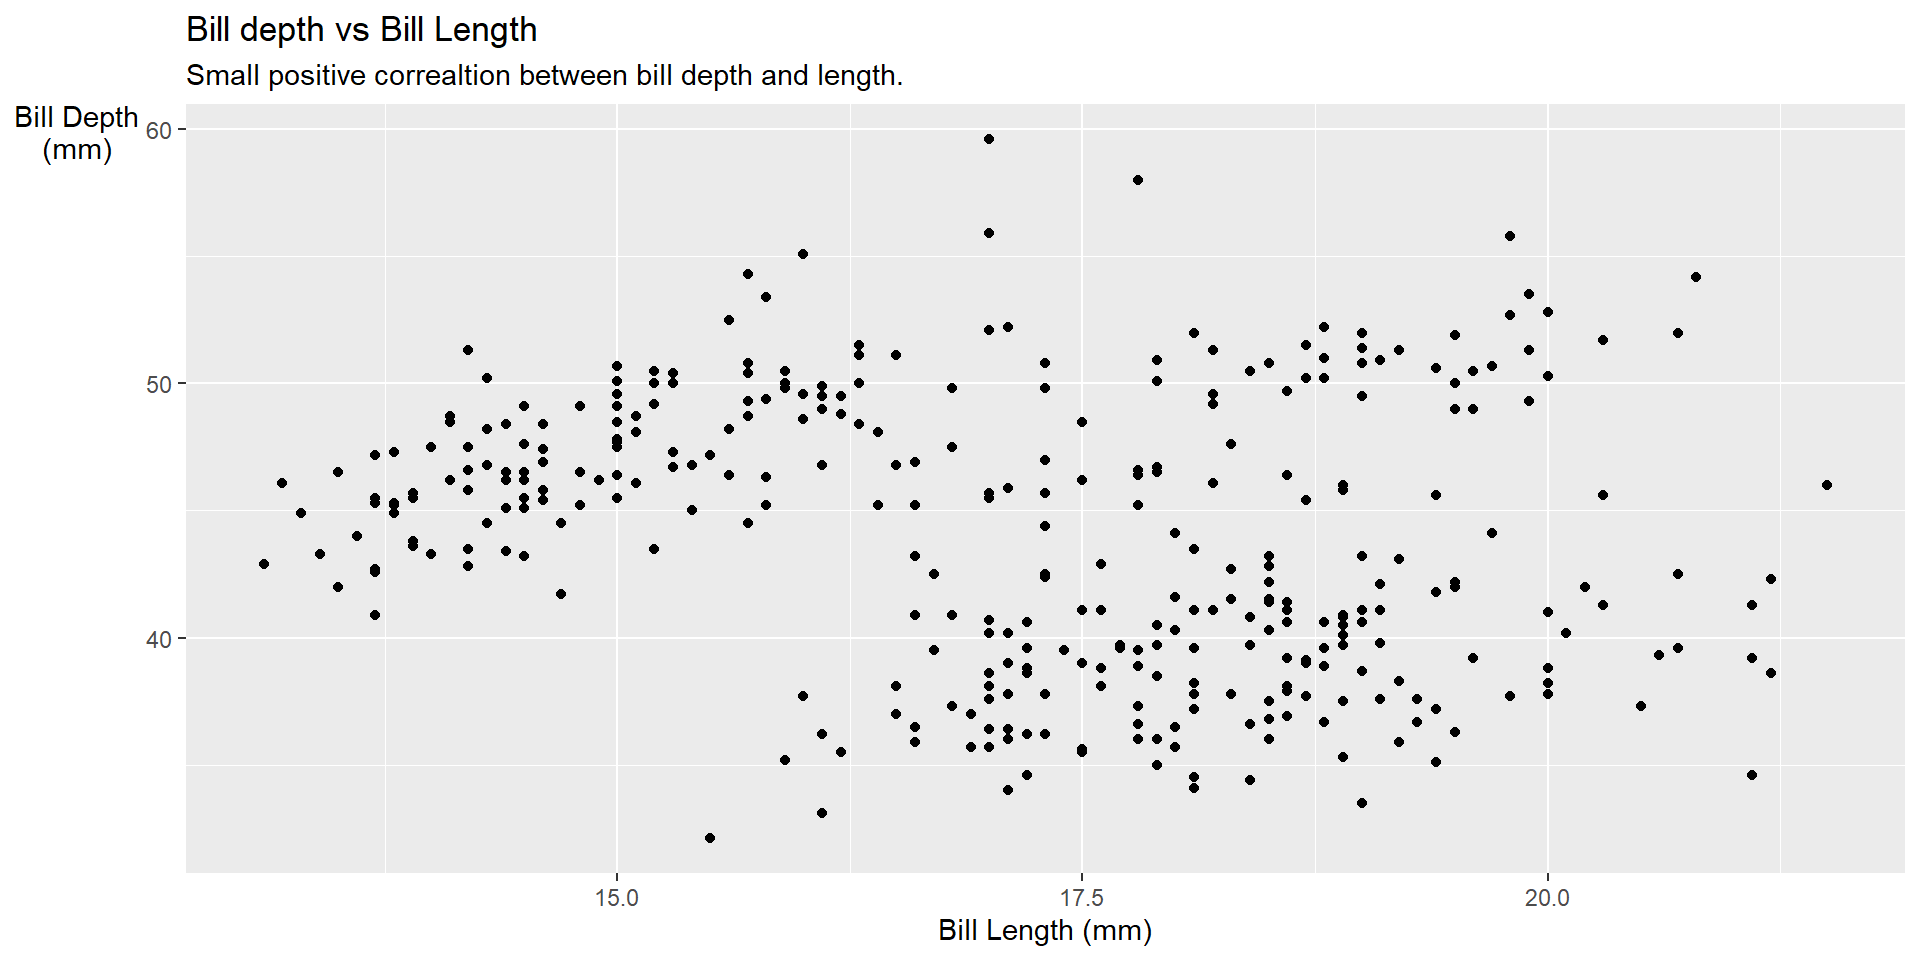 Bill depth vs Bill Length
Small positive correaltion between bill depth and length.
Bill Depth
(mm)
60
50
40
15.0
17.5
20.0
Bill Length (mm)